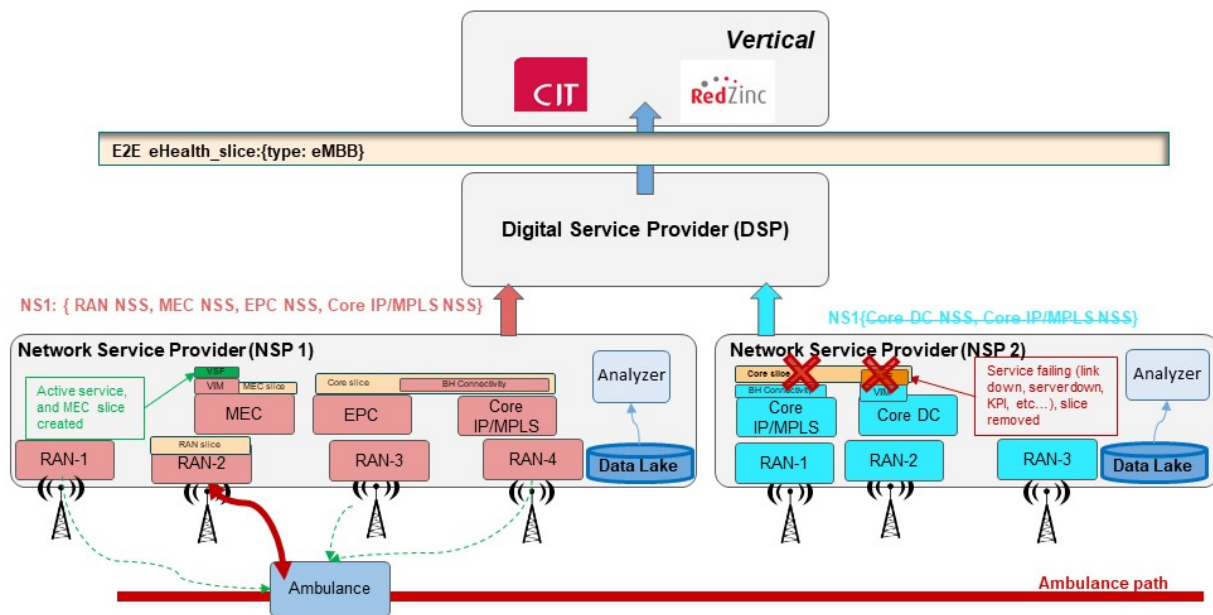 Vertical
CIT
RedZinc
E2E eHealth_slice:{type: eMBB}
Digital Service Provider (DSP)
NS1: { RAN NSS, MEC NSS, EPC NSS, Core IP/MPLS NSS}
NS1{Core DC NSS, Core IP/MPLS NSS}
Network Service Provider (NSP 1)
Active service,
and MEC slice
created
VSF
VIM
MEC slice
MEC
Core slice
BH Connectivity
EPC
Core
IP/MPLS
Analyzer
RAN slice
RAN-1
RAN-2
RAN-3
RAN-4
Data Lake
Network Service Provider (NSP 2)
Core slice
BH Connectivity
VIM
Core
IP/MPLS
Core DC
Service failing (link
down, serverdown,
KPI, etc...), slice
removed
Analyzer
RAN-1
RAN-2
RAN-3
Data Lake
Ambulance
Ambulance path